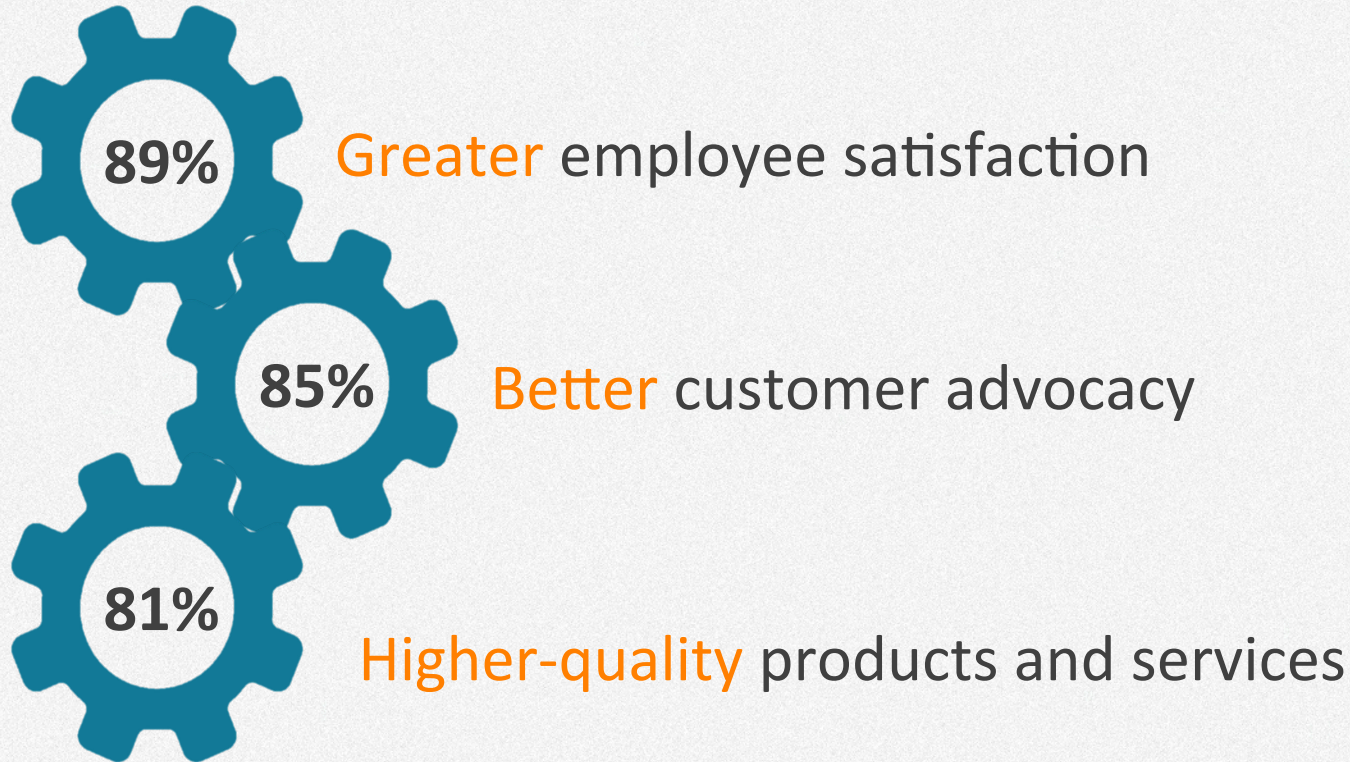 89%
Greater employee satisfaction
85%
Better customer advocacy
81%
Higher-quality products and services